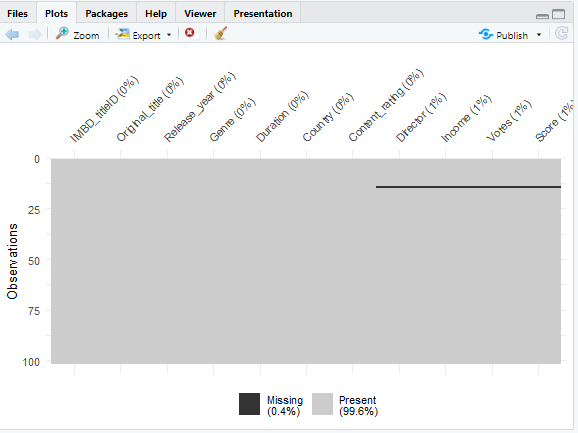 Files Plots Packages Help Viewer Presentation
Zoom Export Publish
IMBD_titleID (0%)
Original_title (0%)
Release_year (0%)
Genre (0%)
Duration (0%)
Country (0%)
Content_rating (0%)
Director (1%)
Income (1%)
Votes (1%)
Score (1%
0
25
50
75
100
Observations
Missing
(0.4%)
Present
(99.6%)